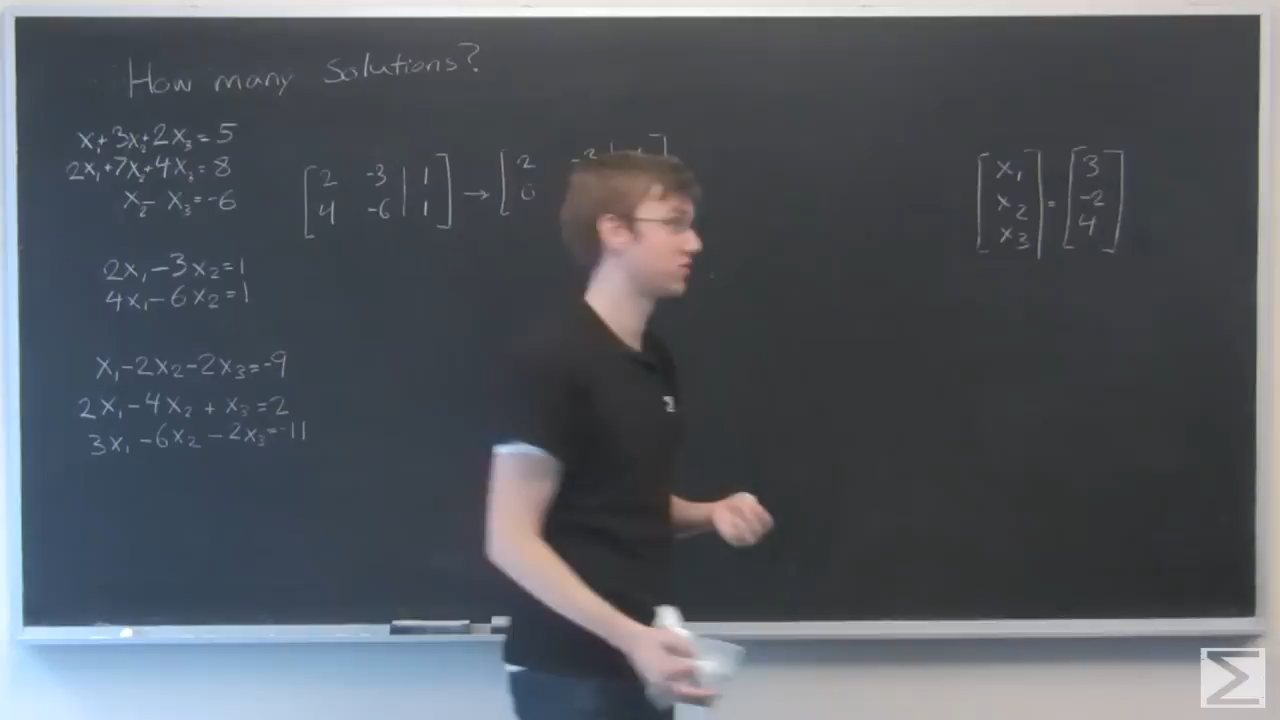 How many Solutions?
x₁+3x₂+2x₃=5
2x₁+7x₂+4x₃=8
x₂-x₃=-6
2x₁-3x₂=1
4x₁-6x₂=1
x₁-2x₂-2x₃=-9
2x₁-4x₂+x₃=2
3x₁-6x₂-2x₃=-11
[2 -3 | 1
4 -6 | 1] → [2
0
[x₁
x₂
x₃] = [3
-2
4]
Σ